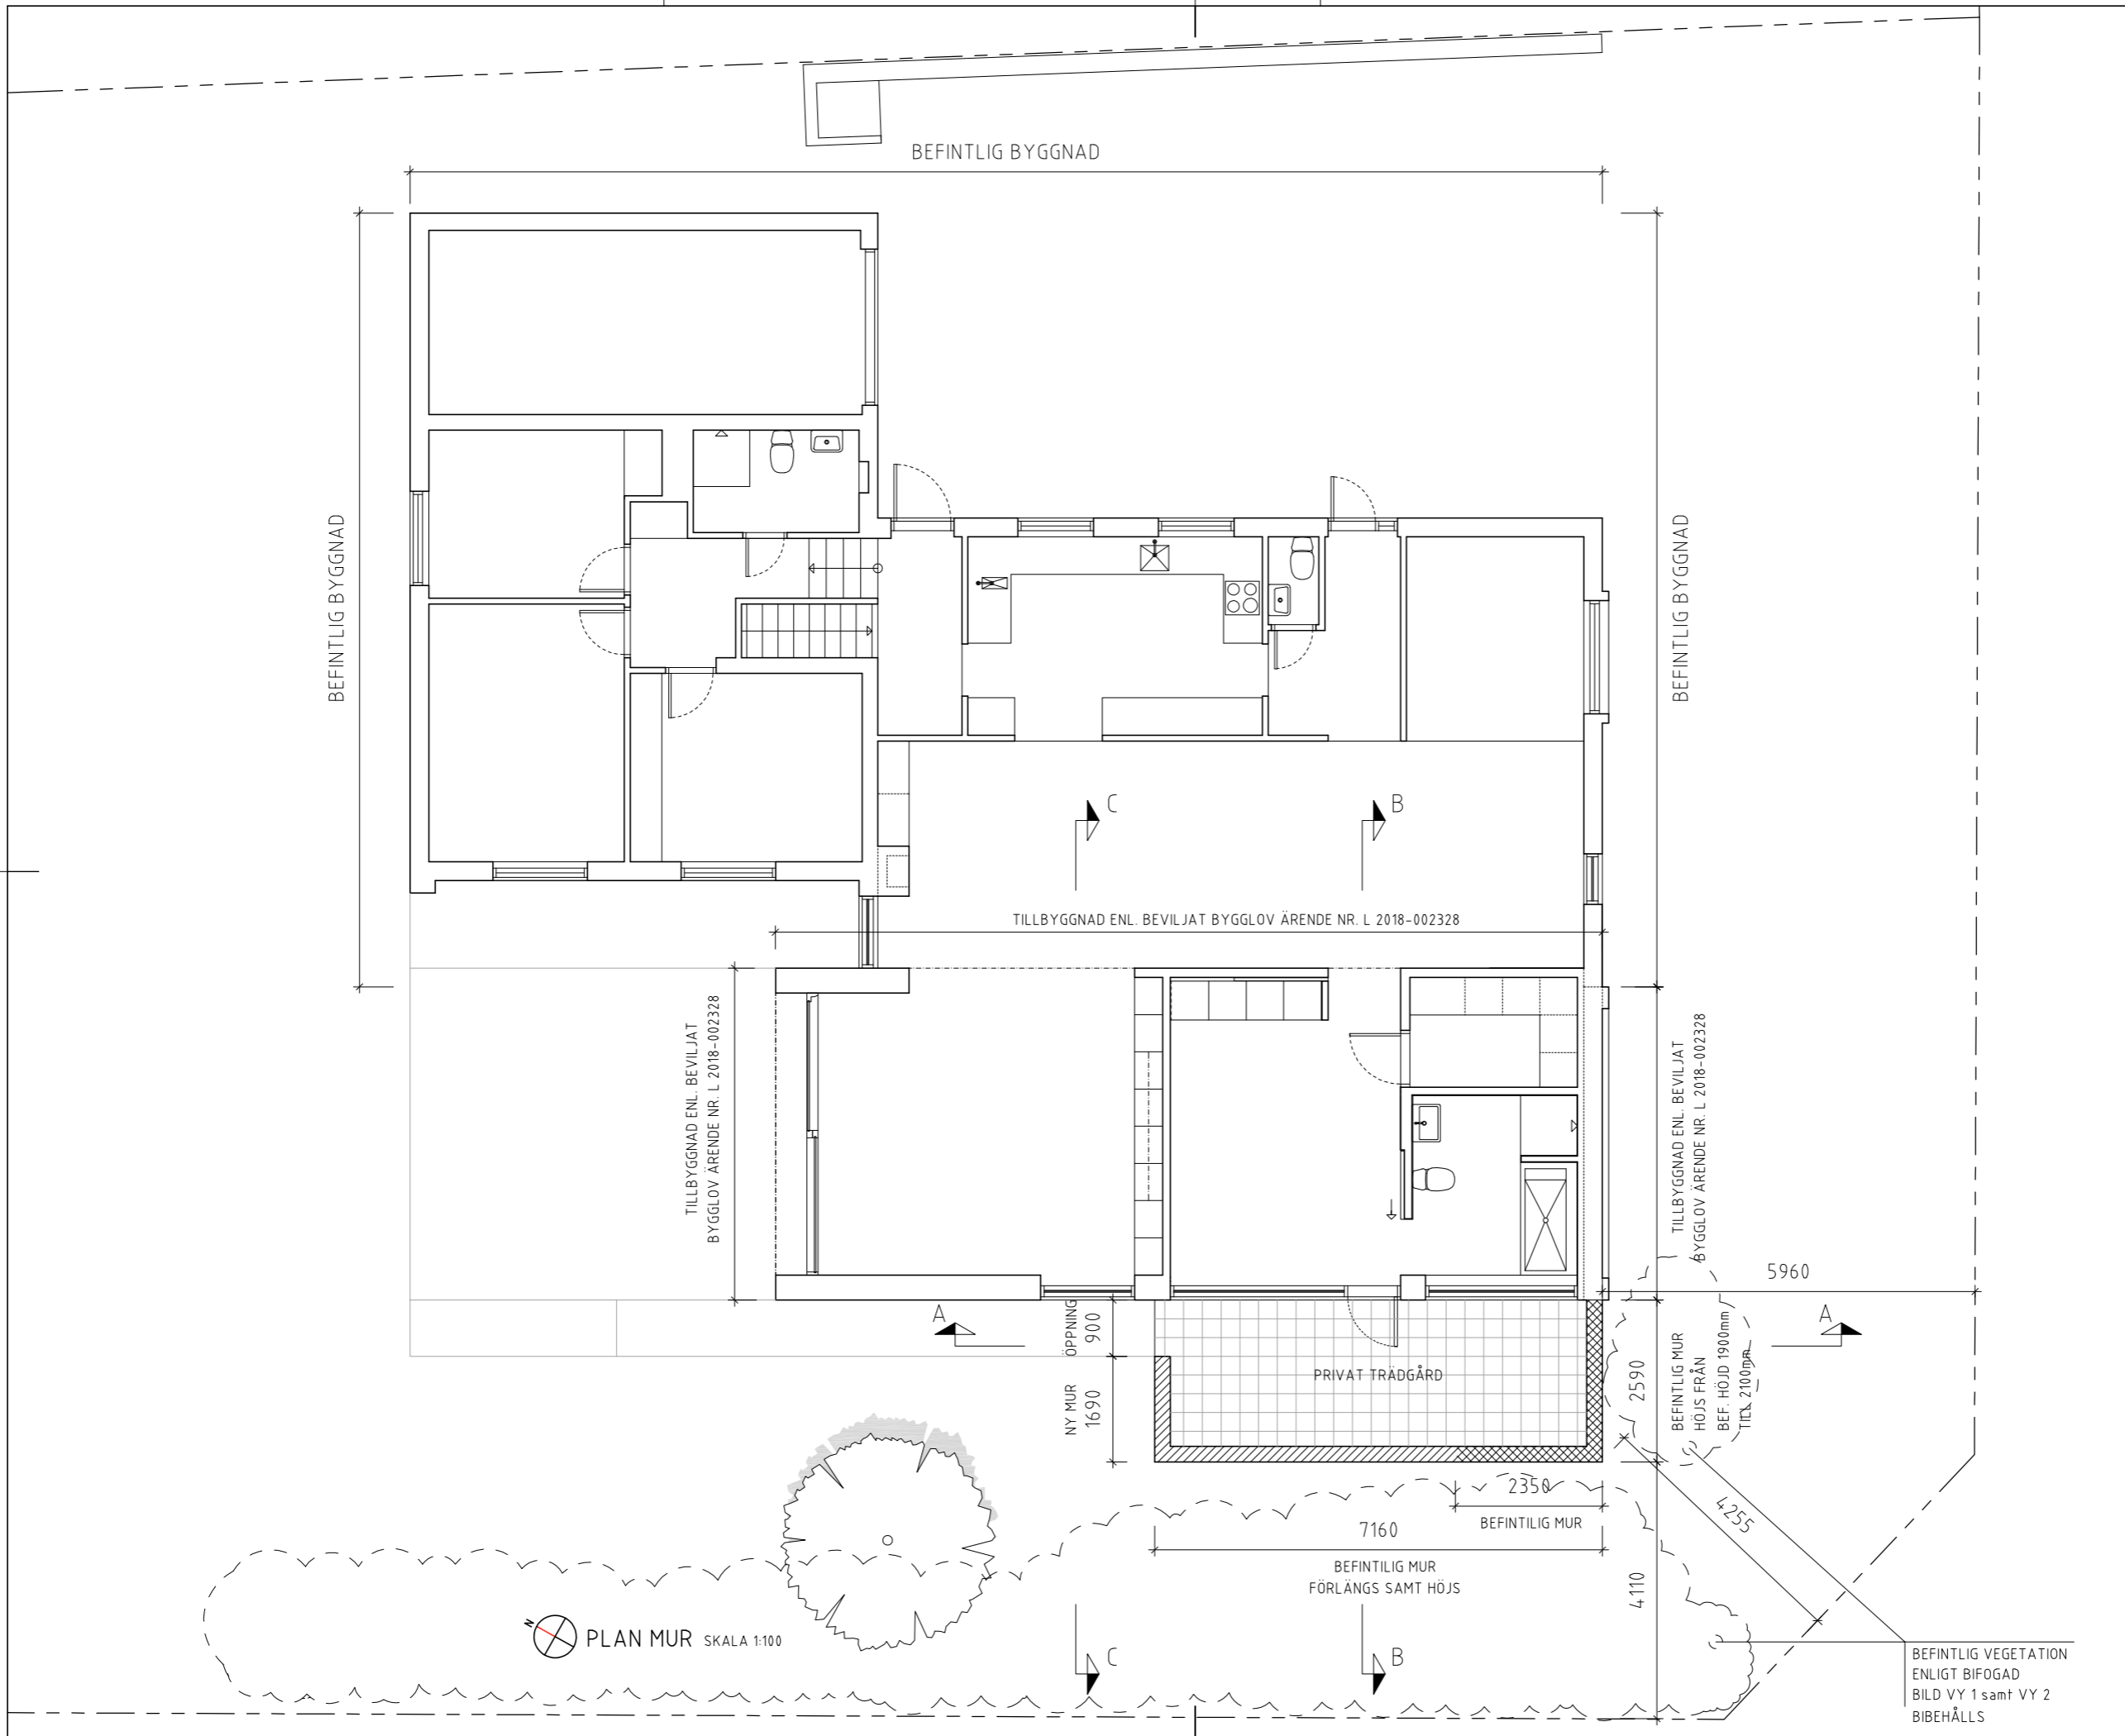 BEFINTLIG BYGGNAD
BEFINTLIG BYGGNAD
BEFINTLIG BYGGNAD
C
B
TILLBYGGNAD ENL. BEVILJAT BYGGLOV ÄRENDE NR. L 2018-002328
TILLBYGGNAD ENL. BEVILJAT
BYGGLOV ÄRENDE NR. L 2018-002328
TILLBYGGNAD ENL. BEVILJAT
BYGGLOV ÄRENDE NR. L 2018-002328
5960
A
A
ÖPPNING
900
NY MUR
1690
PRIVAT TRÄDGÅRD
2590
BEFINTLIG MUR
HÖJS FRÅN
BEF. HÖJD 1900mm
TILL 2100mm
2350
BEFINTILIG MUR
7160
BEFINTILIG MUR
FÖRLÄNGS SAMT HÖJS
4255
4110
N
PLAN MUR SKALA 1:100
C
B
BEFINTLIG VEGETATION
ENLIGT BIFOGAD
BILD VY 1 samt VY 2
BIBEHÅLLS